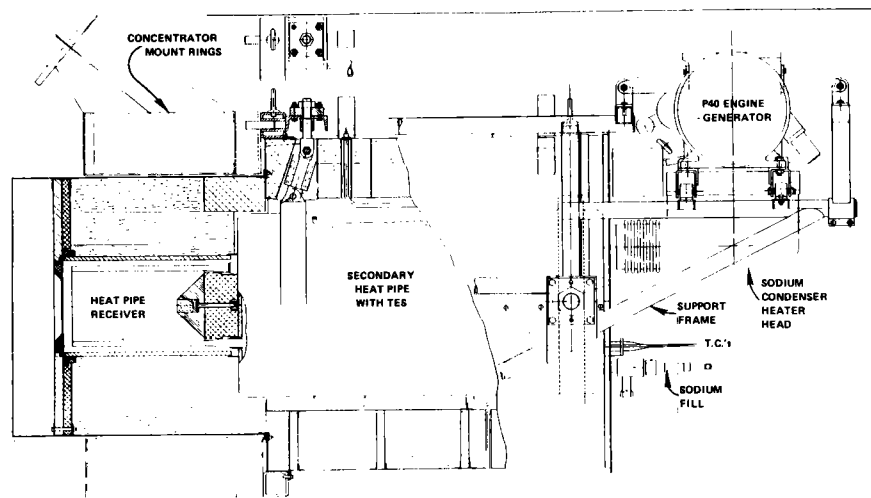 CONCENTRATOR
MOUNT RINGS
P40 ENGINE
-GENERATOR
HEAT PIPE
RECEIVER
SECONDARY
HEAT PIPE
WITH TES
SODIUM
CONDENSER
HEATER
HEAD
SUPPORT
FRAME
T.C.'s
SODIUM
FILL